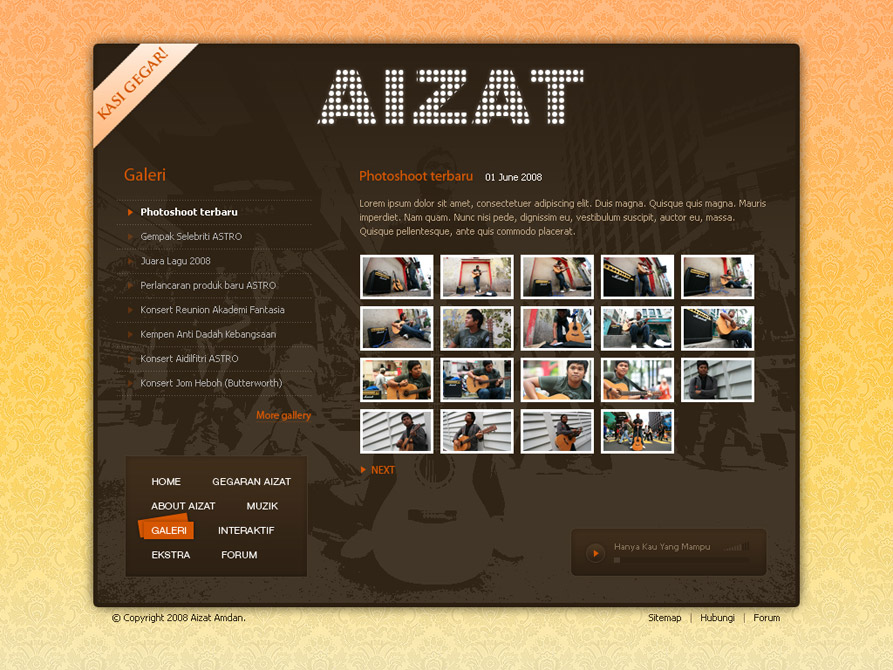 KASI GEGAR!
AIZAT
Galeri
Photoshoot terbaru
Gempak Selebriti ASTRO
Juara Lagu 2008
Perlancaran produk baru ASTRO
Konsert Reunion Akademi Fantasia
Kempen Anti Dadah Kebangsaan
Konsert Aidilfitri ASTRO
Konsert Jom Heboh (Butterworth)
More gallery
HOME GEGARAN AIZAT
ABOUT AIZAT MUZIK
GALERI INTERAKTIF
EKSTRA FORUM
Photoshoot terbaru 01 June 2008
Lorem ipsum dolor sit amet, consectetuer adipiscing elit. Duis magna. Quisque quis magna. Mauris
imperdiet. Nam quam. Nunc nisi pede, dignissim eu, vestibulum suscipit, auctor eu, massa.
Quisque pellentesque, ante quis commodo placerat.
NEXT
Hanya Kau Yang Mampu
© Copyright 2008 Aizat Amdan.
Sitemap | Hubungi | Forum